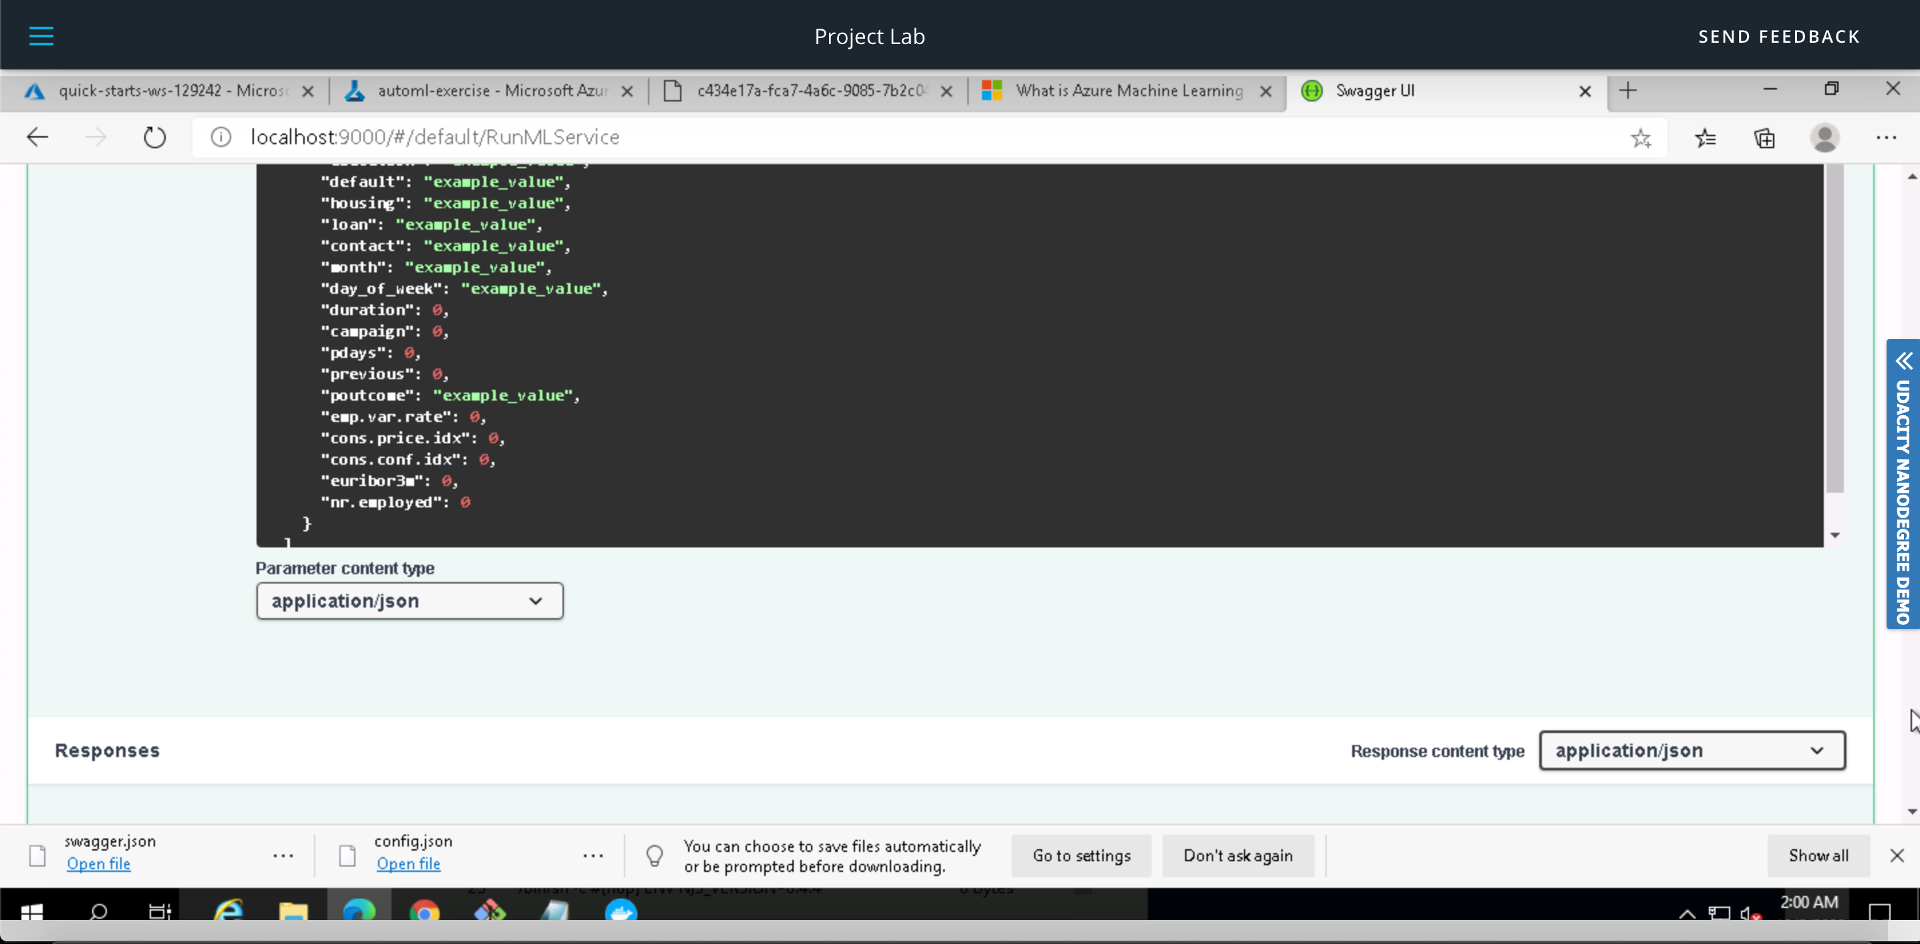 Project Lab
SEND FEEDBACK
quick-starts-ws-129242 - Micros
automl-exercise - Microsoft Azur
c434e17a-fca7-4a6c-9085-7b2c0
What is Azure Machine Learning
Swagger UI
localhost:9000/#/default/RunMLService
"default": "example_value",
"housing": "example_value",
"loan": "example_value",
"contact": "example_value",
"month": "example_value",
"day_of_week": "example_value",
"duration": 0,
"campaign": 0,
"pdays": 0,
"previous": 0,
"poutcome": "example_value",
"emp.var.rate": 0,
"cons.price.idx": 0,
"cons.conf.idx": 0,
"euribor3m": 0,
"nr.employed": 0
}
]
Parameter content type
application/json
UDACITY NANODEGREE DEMO
Responses
Response content type
application/json
swagger.json
Open file
config.json
Open file
You can choose to save files automatically
or be prompted before downloading.
Go to settings
Don't ask again
Show all
2:00 AM